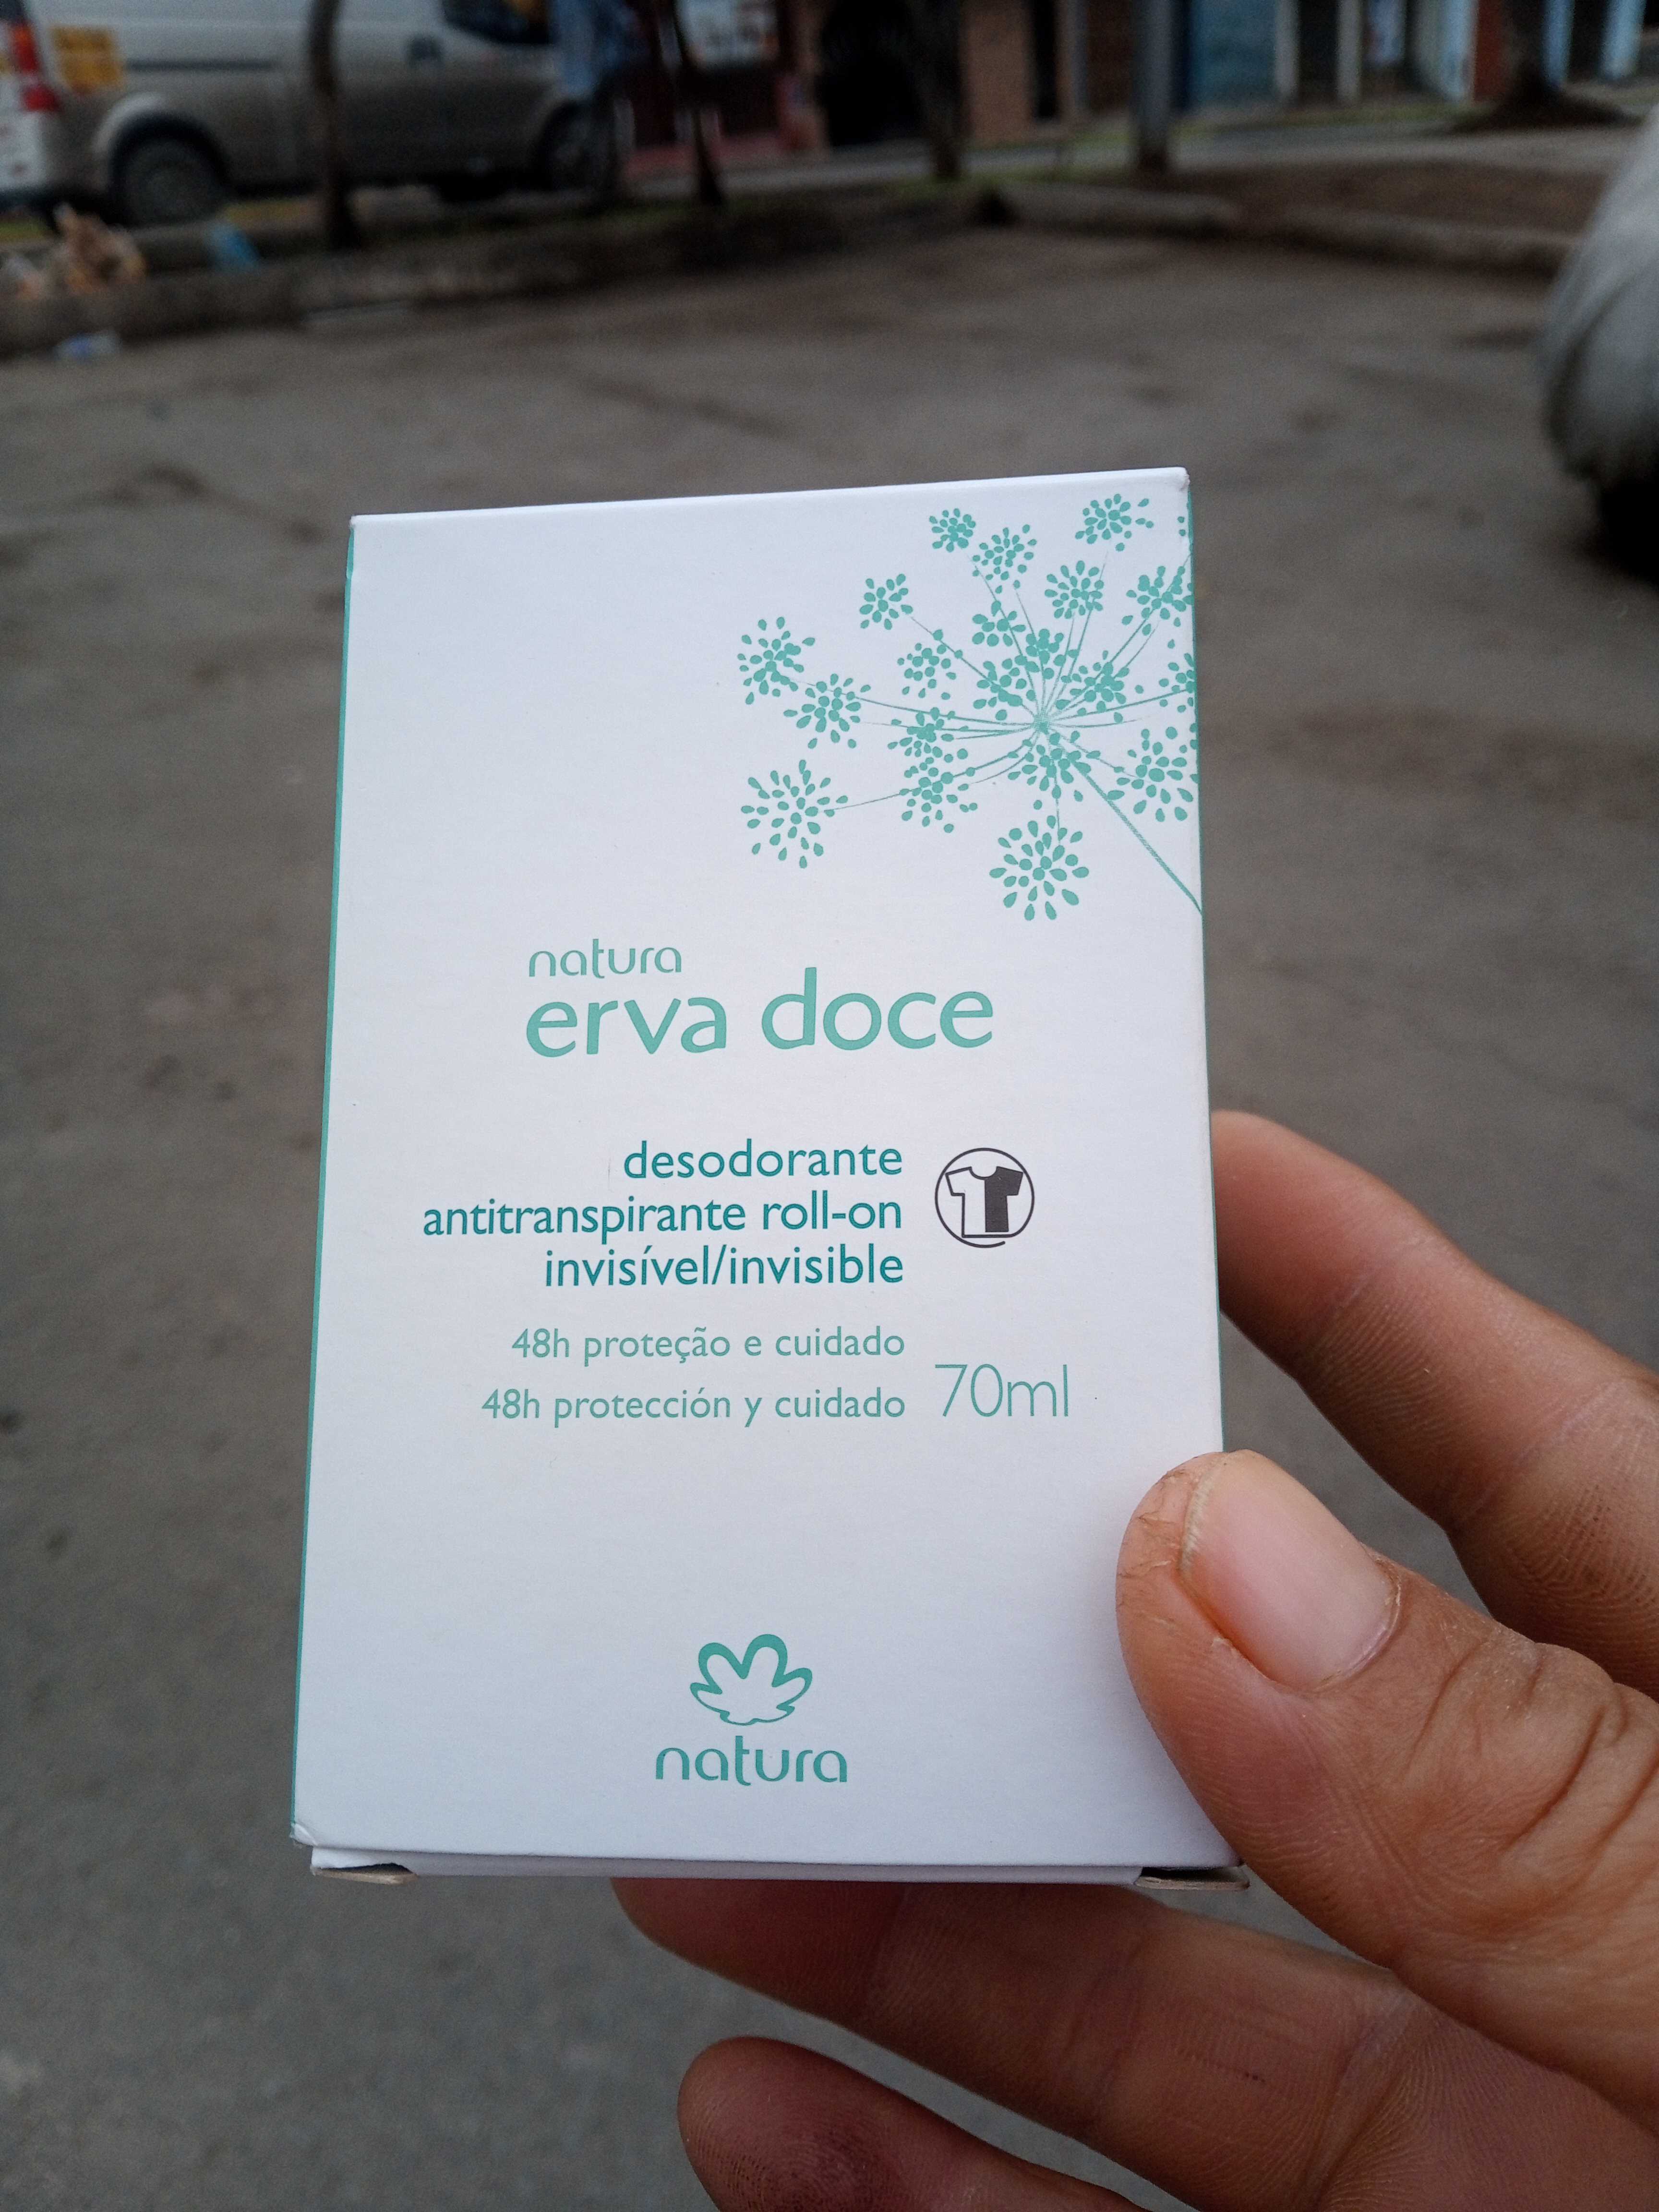 natura
erva doce
desodorante
antitranspirante roll-on
invisível/invisible
48h proteção e cuidado
48h protección y cuidado
70ml
natura